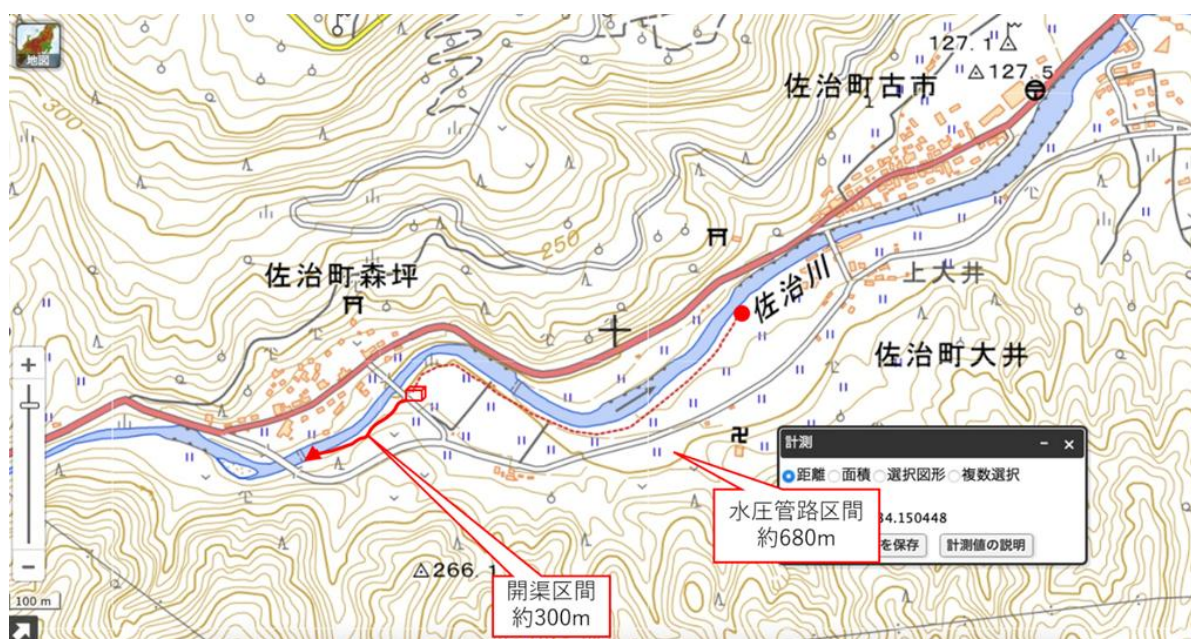 地図
300
127.1
127.5
佐治町古市
250
佐治町森坪
佐治川
上大井
佐治町大井
計測
距離 面積 選択図形 複数選択
34.150448
を保存 計測値の説明
水圧管路区間
約680m
266.1
開渠区間
約300m
100 m